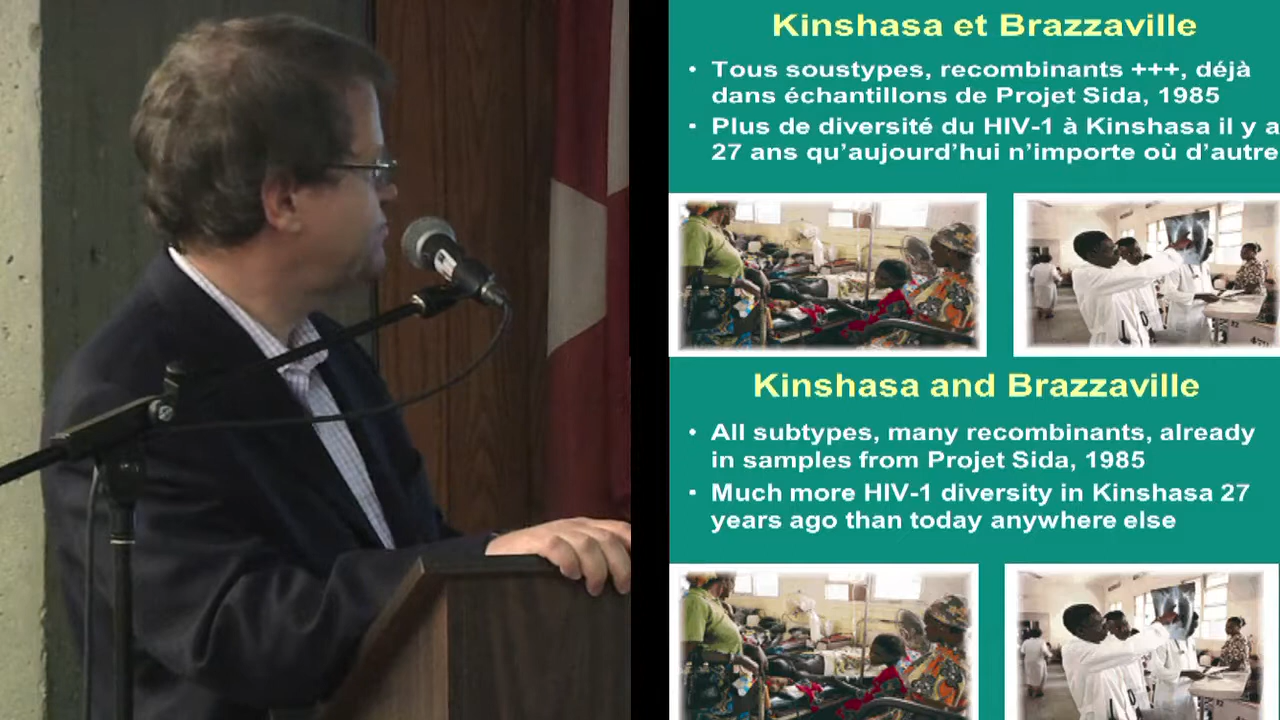 Kinshasa et Brazzaville
• Tous soustypes, recombinants +++, déjà
dans échantillons de Projet Sida, 1985
• Plus de diversité du HIV-1 à Kinshasa il y a
27 ans qu’aujourd’hui n’importe où d’autre
Kinshasa and Brazzaville
• All subtypes, many recombinants, already
in samples from Projet Sida, 1985
• Much more HIV-1 diversity in Kinshasa 27
years ago than today anywhere else